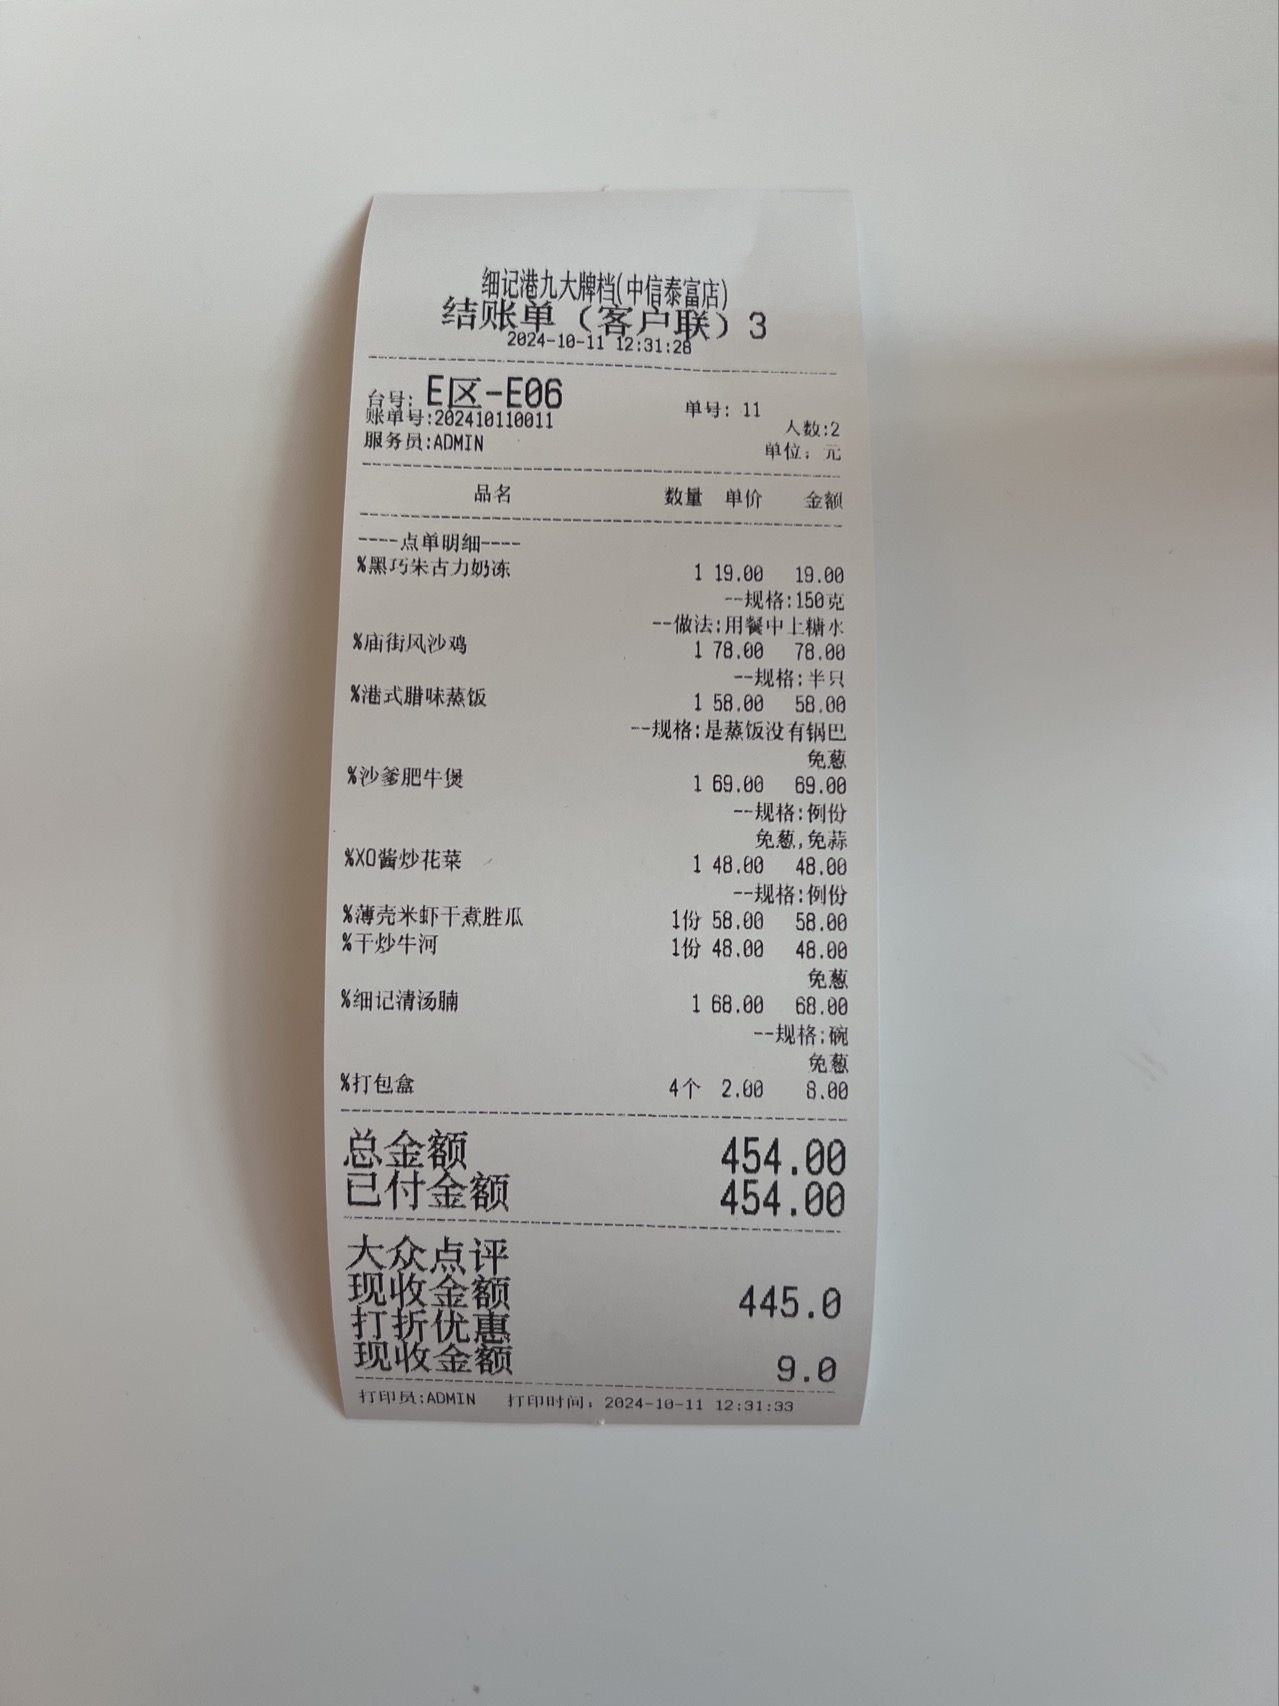 细记港九大牌档(中信泰富店)
结账单（客户联）3
2024-10-11 12:31:28
台号: E区-E06 单号: 11
账单号:202410110011 人数:2
服务员:ADMIN 单位: 元
品名 数量 单价 金额
----点单明细----
%黑巧朱古力奶冻 1 19.00 19.00
--规格:150克
--做法:用餐中上糖水
%庙街风沙鸡 1 78.00 78.00
--规格:半只
%港式腊味蒸饭 1 58.00 58.00
--规格:是蒸饭没有锅巴
免葱
%沙爹肥牛煲 1 69.00 69.00
--规格:例份
免葱,免蒜
%XO酱炒花菜 1 48.00 48.00
--规格:例份
%薄壳米虾干煮胜瓜 1份 58.00 58.00
%干炒牛河 1份 48.00 48.00
免葱
%细记清汤腩 1 68.00 68.00
--规格:碗
免葱
%打包盒 4个 2.00 8.00
总金额 454.00
已付金额 454.00
大众点评
现收金额 445.0
打折优惠
现收金额 9.0
打印员:ADMIN 打印时间: 2024-10-11 12:31:33